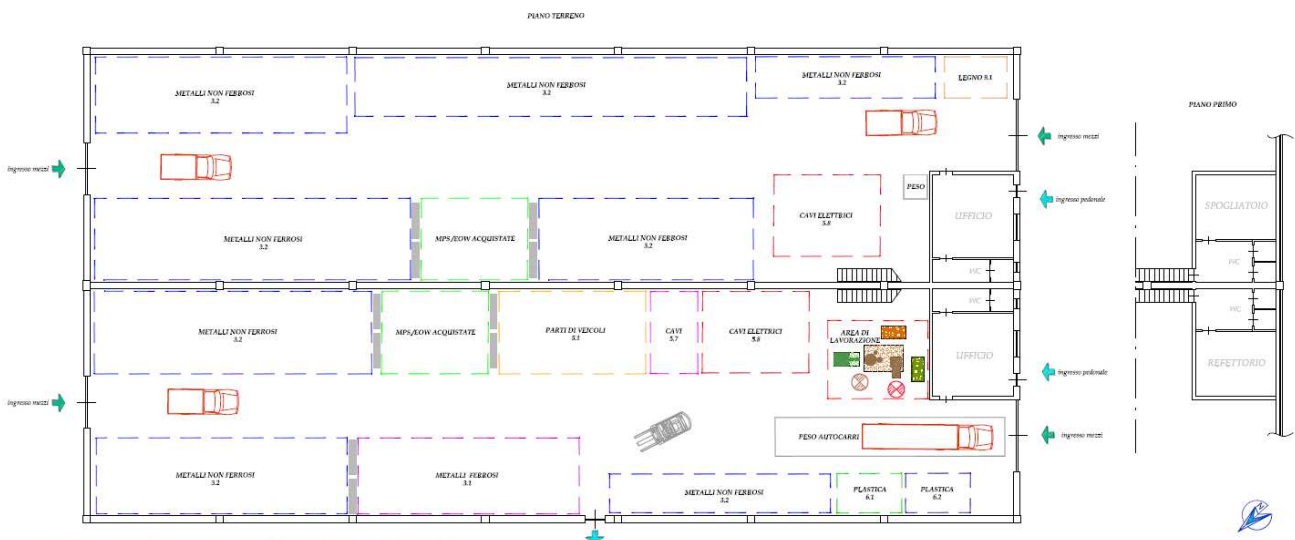 PIANO TERRENO
METALLI NON FERROSI
3.2
METALLI NON FERROSI
3.2
METALLI NON FERROSI
3.2
LEGNO 9.1
PIANO PRIMO
ingresso mezzi
ingresso mezzi
ingresso pedonale
PESO
CAVI ELETTRICI
5.8
UFFICIO
SPOGLIATOIO
METALLI NON FERROSI
3.2
MPS/EOW ACQUISTATE
METALLI NON FERROSI
3.2
WC
WC
METALLI NON FERROSI
3.2
MPS/EOW ACQUISTATE
PARTI DI VEICOLI
5.1
CAVI
5.7
CAVI ELETTRICI
5.8
AREA DI
LAVORAZIONE
WC
WC
UFFICIO
REFETTORIO
ingresso pedonale
ingresso mezzi
PESO AUTOCARRI
ingresso mezzi
METALLI NON FERROSI
3.2
METALLI FERROSI
3.1
METALLI NON FERROSI
3.2
PLASTICA
6.1
PLASTICA
6.2